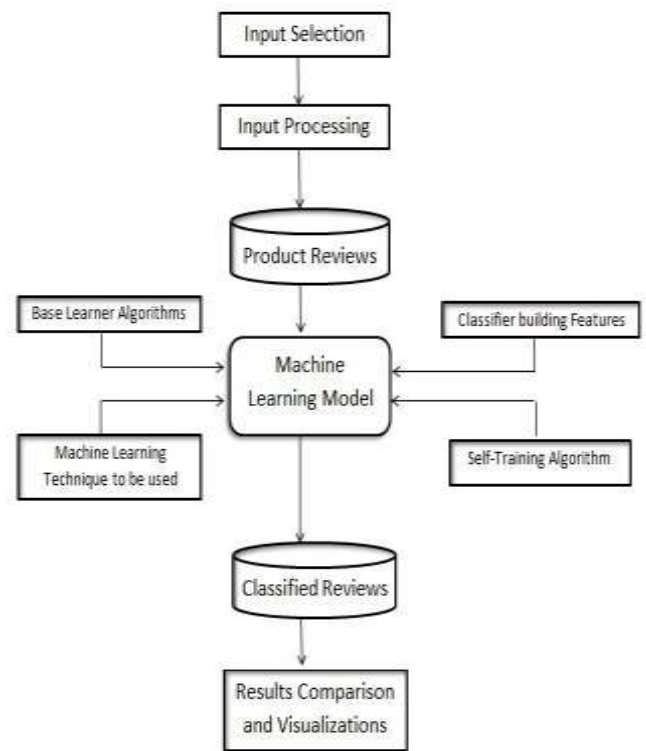 Input Selection
Input Processing
Product Reviews
Base Learner Algorithms
Classifier building Features
Machine
Learning Model
Machine Learning
Technique to be used
Self-Training Algorithm
Classified Reviews
Results Comparison
and Visualizations